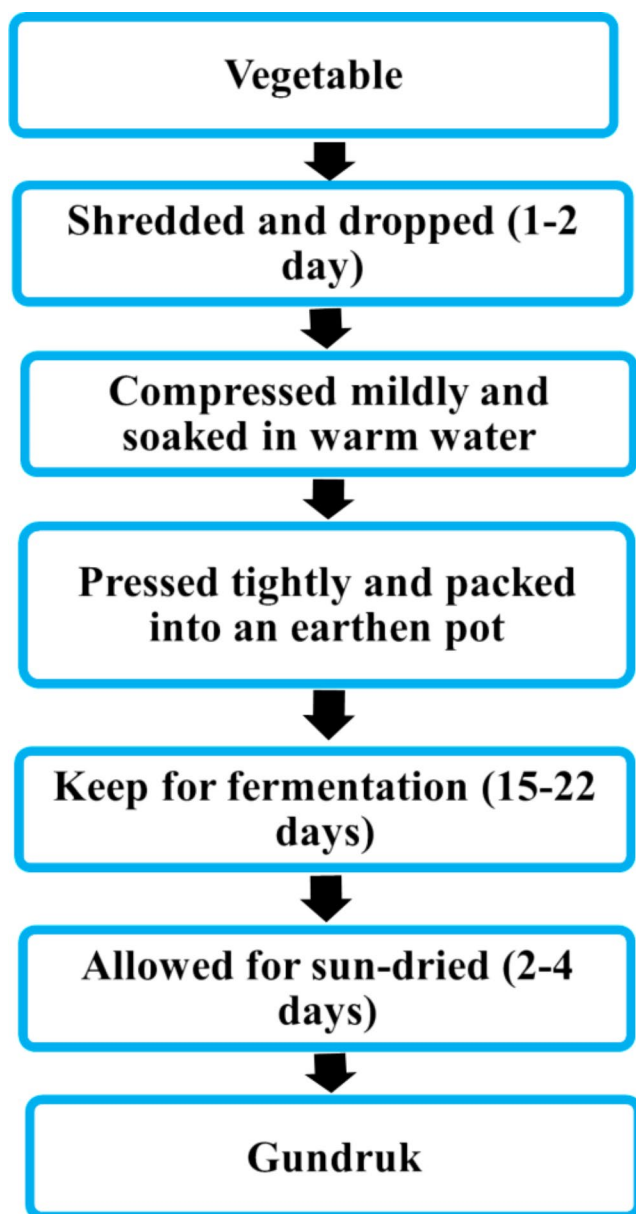 Vegetable
Shredded and dropped (1-2
day)
Compressed mildly and
soaked in warm water
Pressed tightly and packed
into an earthen pot
Keep for fermentation (15-22
days)
Allowed for sun-dried (2-4
days)
Gundruk